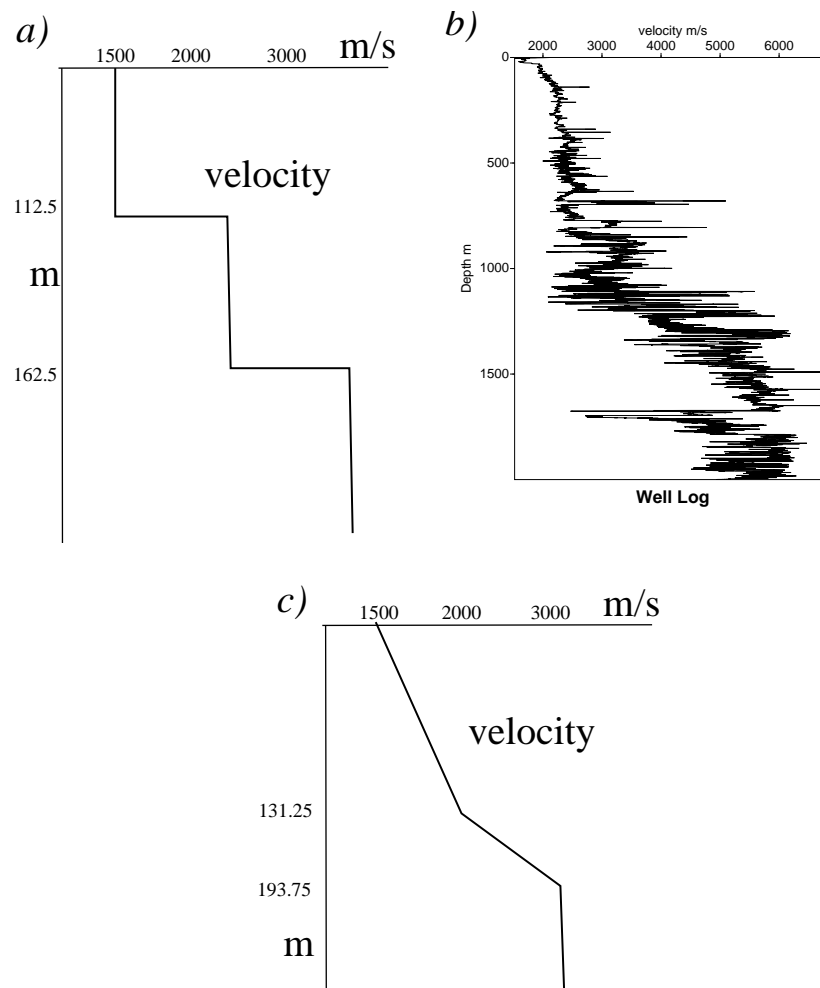 a)
m/s
1500 2000 3000
velocity
112.5
m
162.5
b)
velocity m/s
2000 3000 4000 5000 6000
0
500
1000
1500
Depth m
Well Log
c)
m/s
1500 2000 3000
velocity
131.25
193.75
m